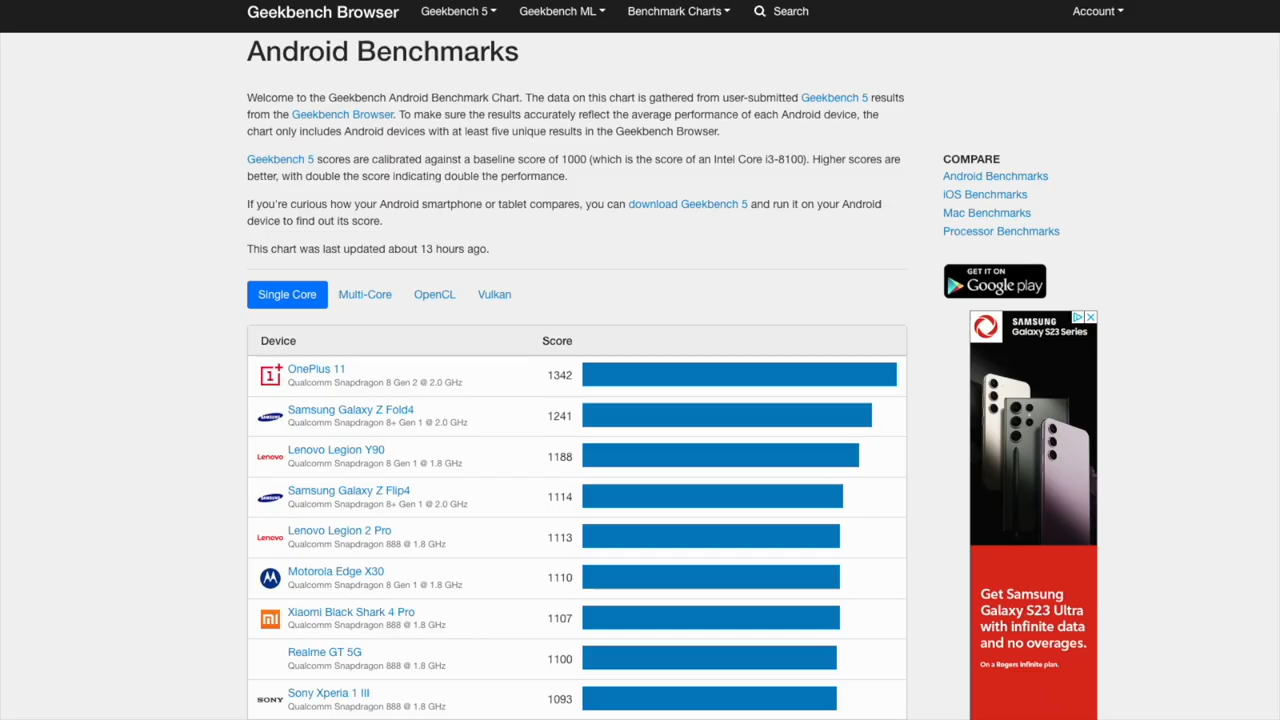 Geekbench Browser Geekbench 5 Geekbench ML Benchmark Charts Search Account
Android Benchmarks
Welcome to the Geekbench Android Benchmark Chart. The data on this chart is gathered from user-submitted Geekbench 5 results
from the Geekbench Browser. To make sure the results accurately reflect the average performance of each Android device, the
chart only includes Android devices with at least five unique results in the Geekbench Browser.
Geekbench 5 scores are calibrated against a baseline score of 1000 (which is the score of an Intel Core i3-8100). Higher scores are
better, with double the score indicating double the performance.
If you're curious how your Android smartphone or tablet compares, you can download Geekbench 5 and run it on your Android
device to find out its score.
This chart was last updated about 13 hours ago.
Single Core Multi-Core OpenCL Vulkan
Device Score
OnePlus 11
Qualcomm Snapdragon 8 Gen 2 @ 2.0 GHz
1342
SAMSUNG
Samsung Galaxy Z Fold4
Qualcomm Snapdragon 8+ Gen 1 @ 2.0 GHz
1241
Lenovo
Lenovo Legion Y90
Qualcomm Snapdragon 8 Gen 1 @ 1.8 GHz
1188
SAMSUNG
Samsung Galaxy Z Flip4
Qualcomm Snapdragon 8+ Gen 1 @ 2.0 GHz
1114
Lenovo
Lenovo Legion 2 Pro
Qualcomm Snapdragon 888 @ 1.8 GHz
1113
Motorola Edge X30
Qualcomm Snapdragon 8 Gen 1 @ 1.8 GHz
1110
Xiaomi Black Shark 4 Pro
Qualcomm Snapdragon 888 @ 1.8 GHz
1107
Realme GT 5G
Qualcomm Snapdragon 888 @ 1.8 GHz
1100
SONY
Sony Xperia 1 III
Qualcomm Snapdragon 888 @ 1.8 GHz
1093
COMPARE
Android Benchmarks
iOS Benchmarks
Mac Benchmarks
Processor Benchmarks
GET IT ON
Google play
SAMSUNG
Galaxy S23 Series
Get Samsung
Galaxy S23 Ultra
with infinite data
and no overages.
On a Rogers Infinite plan.